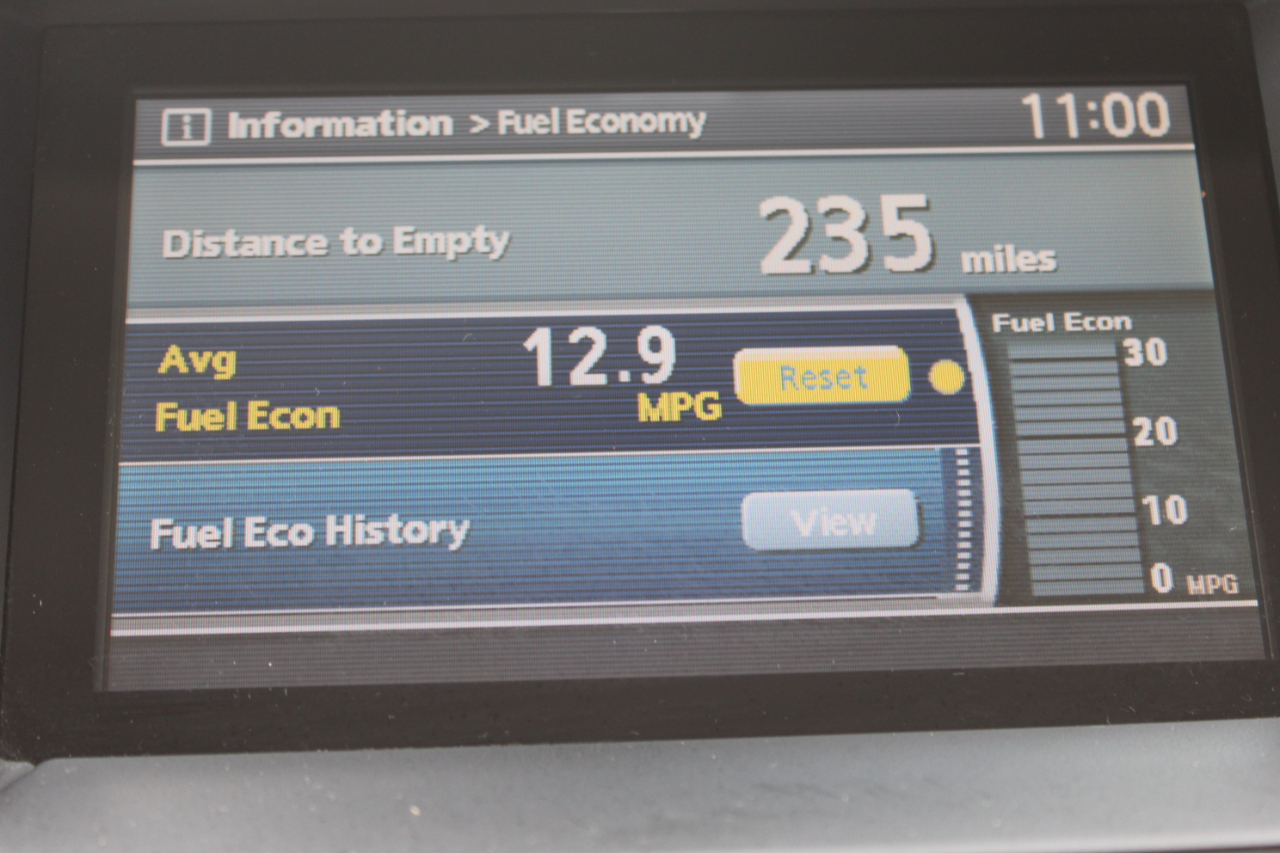 i Information > Fuel Economy 11:00
Distance to Empty 235 miles
Avg 12.9 Reset
Fuel Econ MPG
Fuel Eco History View
Fuel Econ
30
20
10
0 MPG